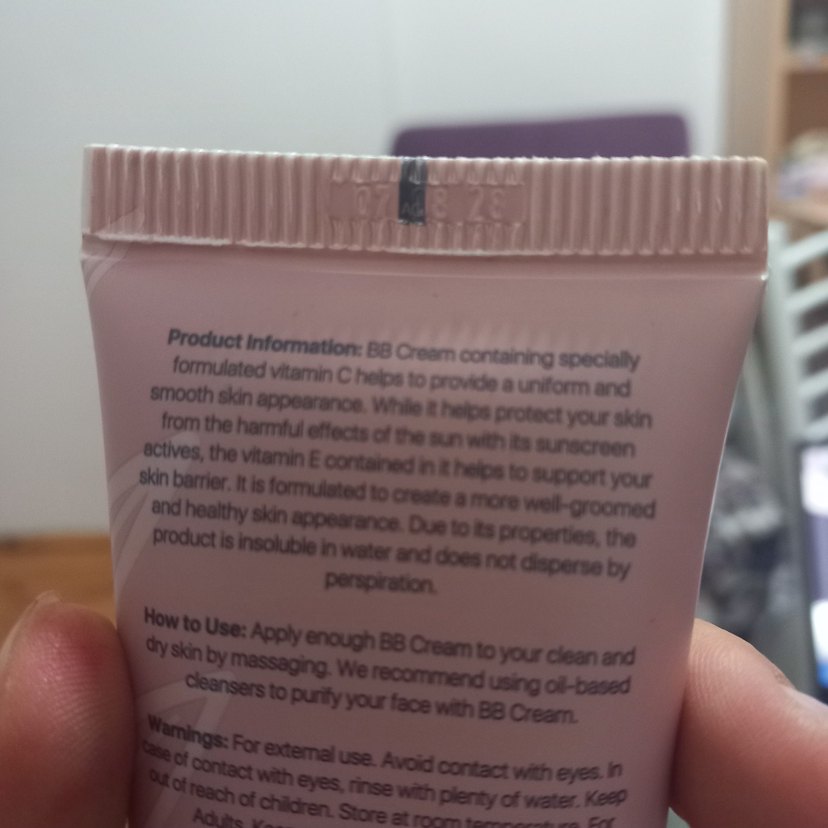 Product Information: BB Cream containing specially
formulated vitamin C helps to provide a uniform and
smooth skin appearance. While it helps protect your skin
from the harmful effects of the sun with its sunscreen
actives, the vitamin E contained in it helps to support your
skin barrier. It is formulated to create a more well-groomed
and healthy skin appearance. Due to its properties, the
product is insoluble in water and does not disperse by
perspiration.
How to Use: Apply enough BB Cream to your clean and
dry skin by massaging. We recommend using oil-based
cleansers to purify your face with BB Cream.
Warnings: For external use. Avoid contact with eyes. In
case of contact with eyes, rinse with plenty of water. Keep
out of reach of children. Store at room temperature. For
Adults.